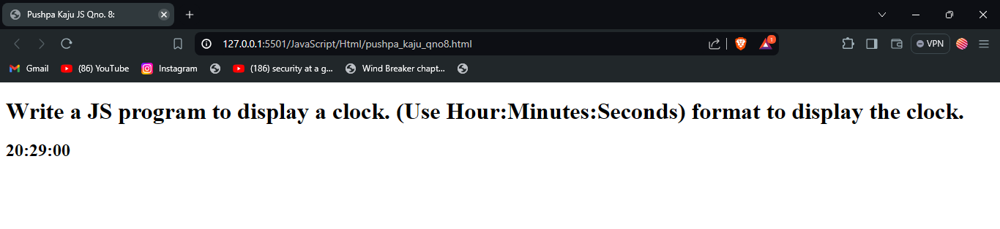 Pushpa Kaju JS Qno. 8:
127.0.0.1:5501/JavaScript/Html/pushpa_kaju_qno8.html
1
VPN
Gmail
(86) YouTube
Instagram
(186) security at a g...
Wind Breaker chapt...
Write a JS program to display a clock. (Use Hour:Minutes:Seconds) format to display the clock.
20:29:00